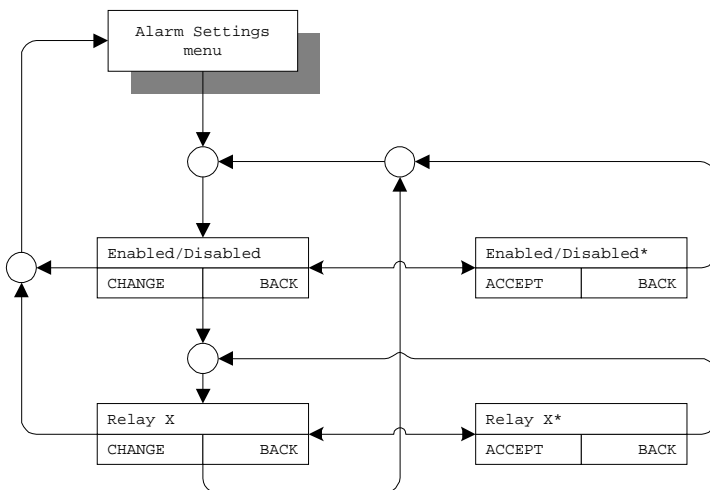 Alarm Settings
menu
Enabled/Disabled
CHANGE BACK
Enabled/Disabled*
ACCEPT BACK
Relay X
CHANGE BACK
Relay X*
ACCEPT BACK